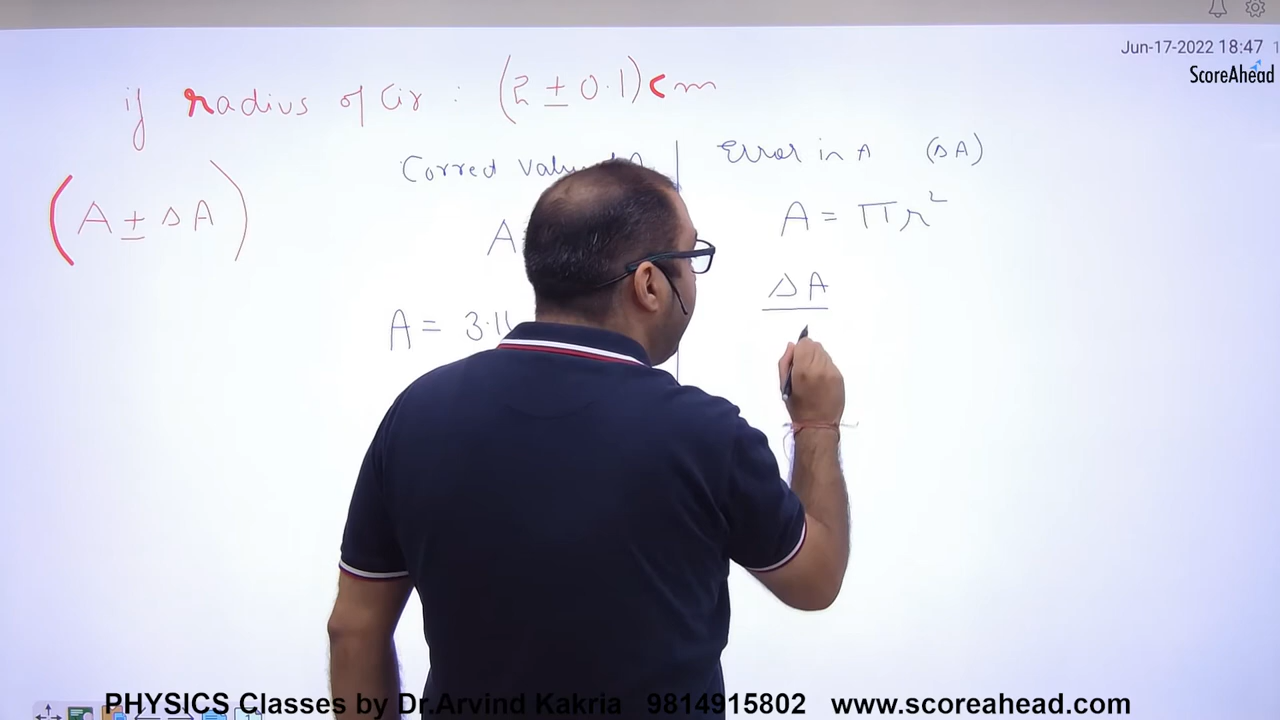 Jun-17-2022 18:47
ScoreAhead
if radius of Cir : (2 ± 0.1) cm
Correct
Error in A (ΔA)
(A ± ΔA)
A
A = πr²
ΔA
A = 3.1
PHYSICS Classes by Dr.Arvind Kakria 9814915802 www.scoreahead.com